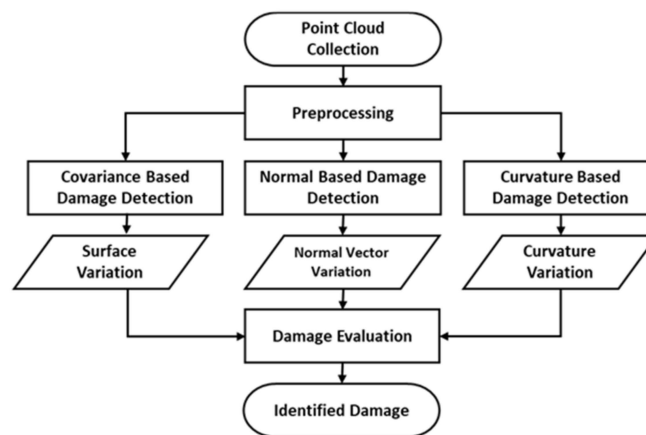 Point Cloud
Collection
Preprocessing
Covariance Based
Damage Detection
Normal Based Damage
Detection
Curvature Based
Damage Detection
Surface
Variation
Normal Vector
Variation
Curvature
Variation
Damage Evaluation
Identified Damage